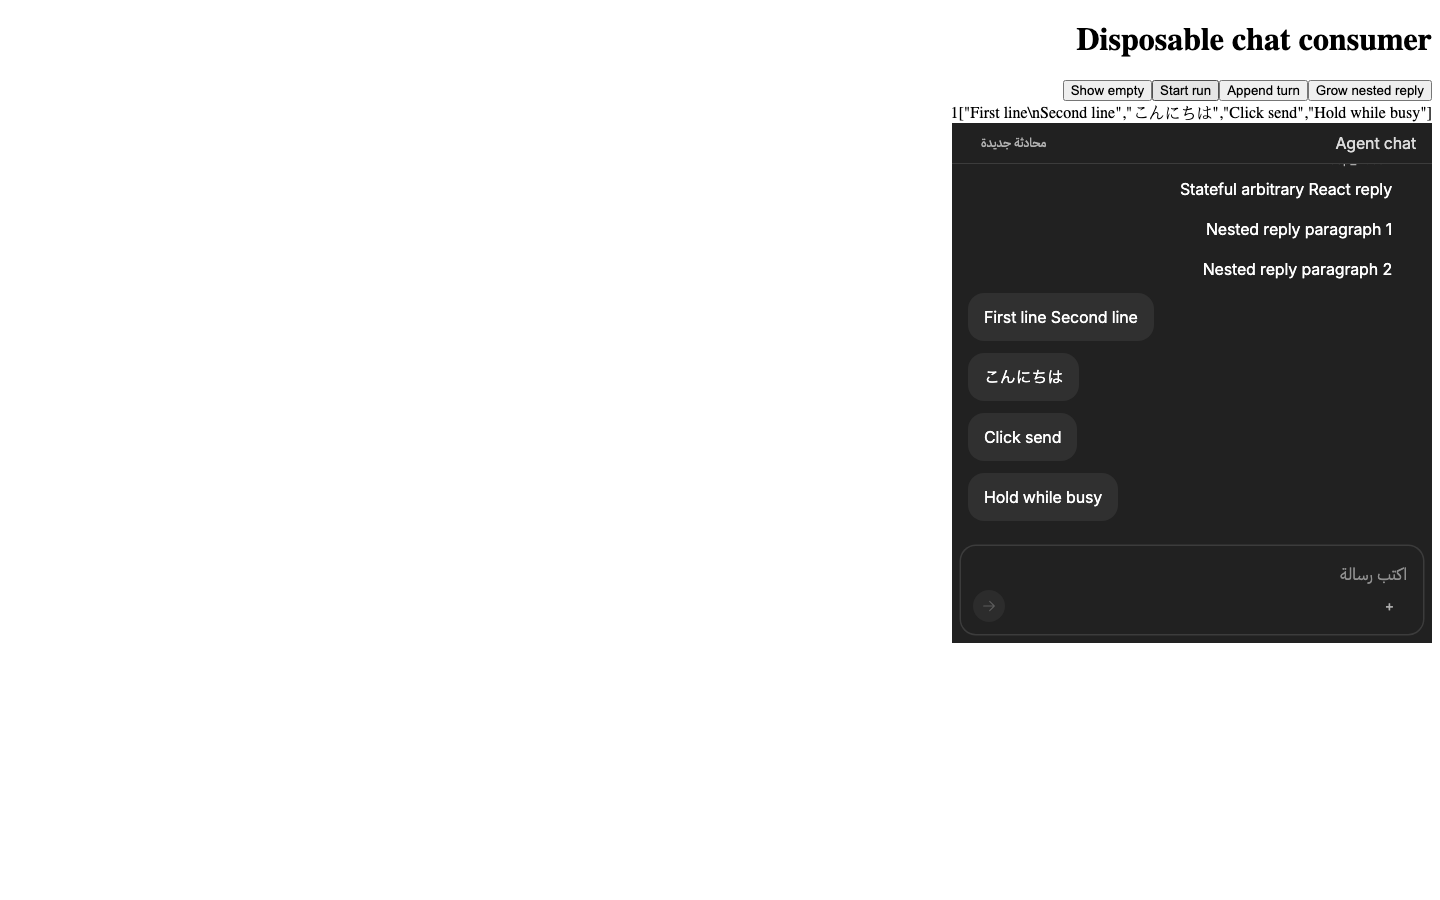 Disposable chat consumer
Show empty Start run Append turn Grow nested reply
1["First line\nSecond line","こんにちは","Click send","Hold while busy"]
Agent chat محادثة جديدة
Stateful arbitrary React reply
Nested reply paragraph 1
Nested reply paragraph 2
First line Second line
こんにちは
Click send
Hold while busy
اكتب رسالة
+